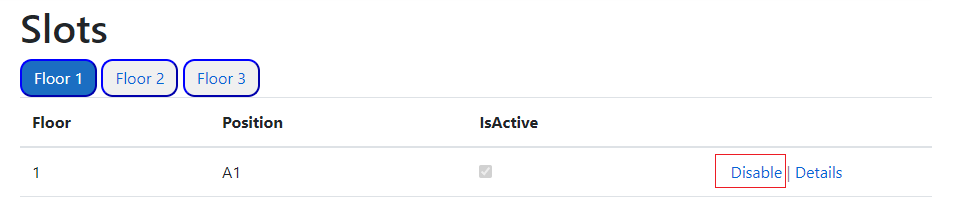 Slots
Floor 1 Floor 2 Floor 3
Floor Position IsActive
1 A1 Disable | Details